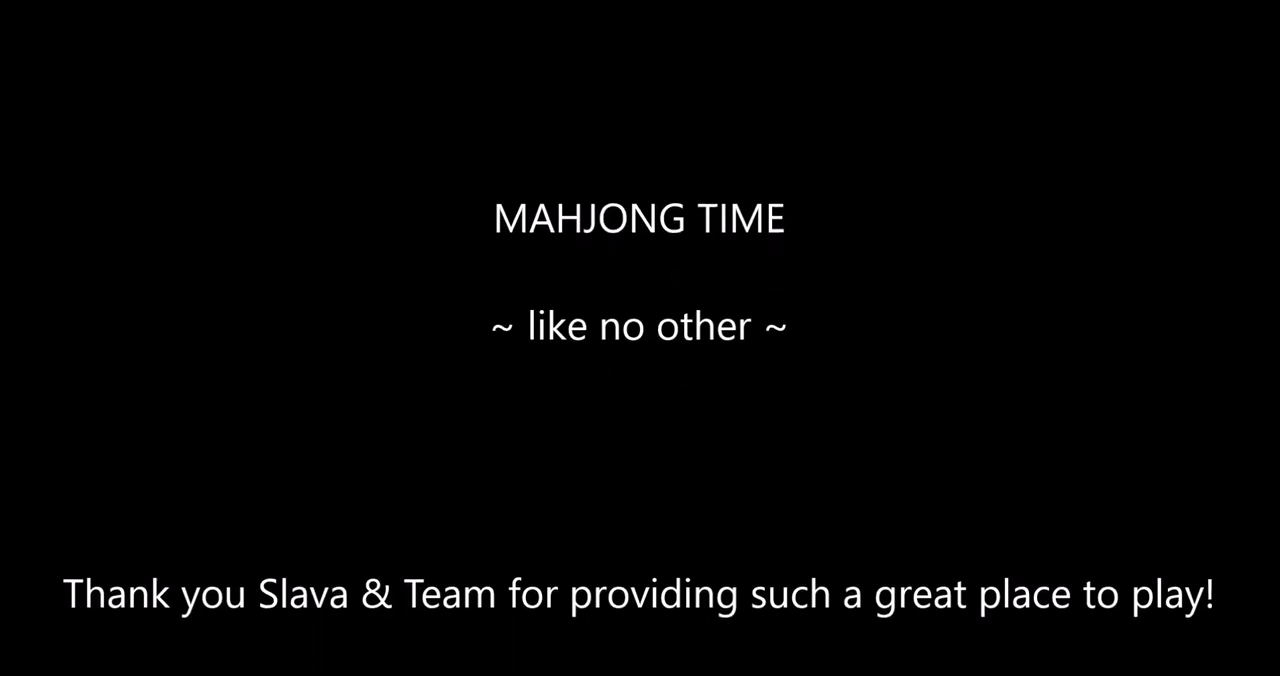 MAHJONG TIME
~ like no other ~
Thank you Slava & Team for providing such a great place to play!